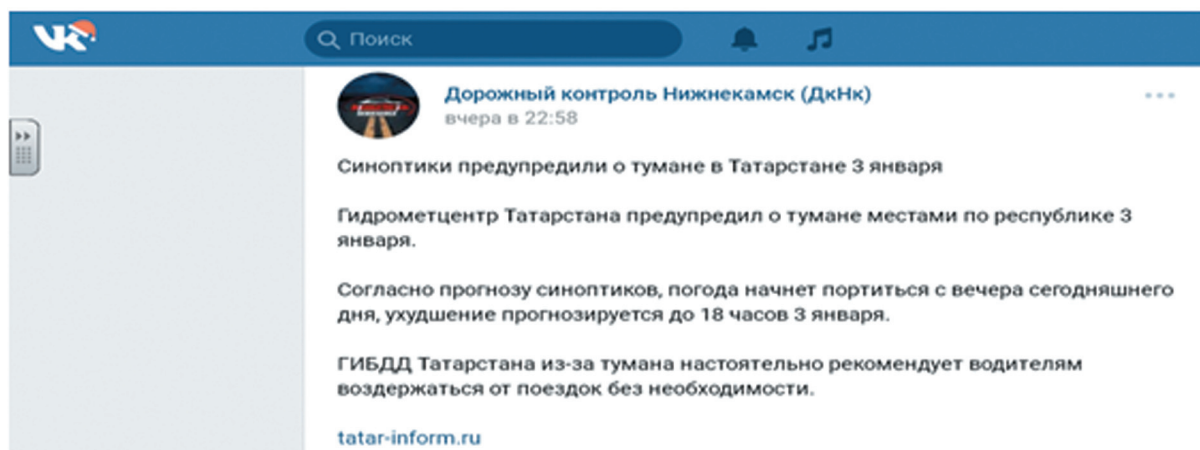 VK
Поиск
Дорожный контроль Нижнекамск (ДкНк)
вчера в 22:58
Синоптики предупредили о тумане в Татарстане 3 января
Гидрометцентр Татарстана предупредил о тумане местами по республике 3
января.
Согласно прогнозу синоптиков, погода начнет портиться с вечера сегодняшнего
дня, ухудшение прогнозируется до 18 часов 3 января.
ГИБДД Татарстана из-за тумана настоятельно рекомендует водителям
воздержаться от поездок без необходимости.
tatar-inform.ru